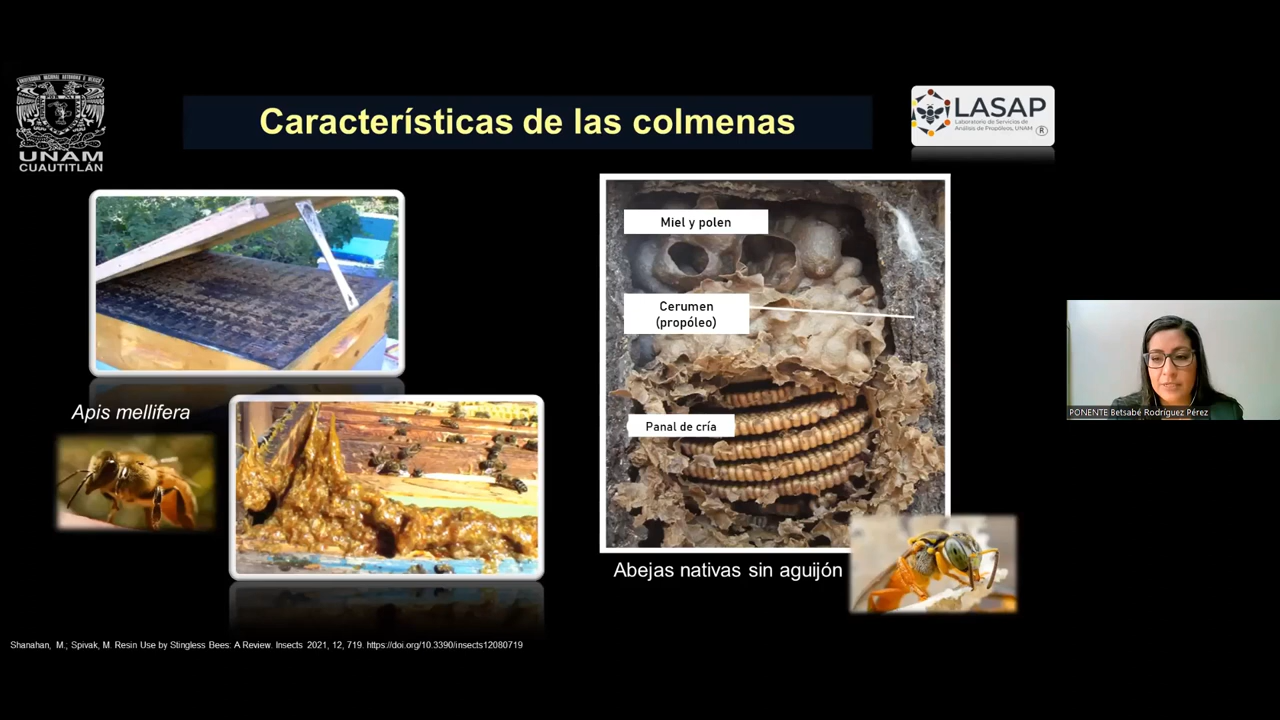 UNAM
CUAUTITLÁN
Características de las colmenas
LASAP
Laboratorio de Servicios de
Análisis de Propóleos, UNAM
®
Miel y polen
Cerumen
(propóleo)
Panal de cría
Apis mellifera
Abejas nativas sin aguijón
PONENTE Betsabé Rodríguez Pérez
Shanahan, M.; Spivak, M. Resin Use by Stingless Bees: A Review. Insects 2021, 12, 719. https://doi.org/10.3390/insects12080719